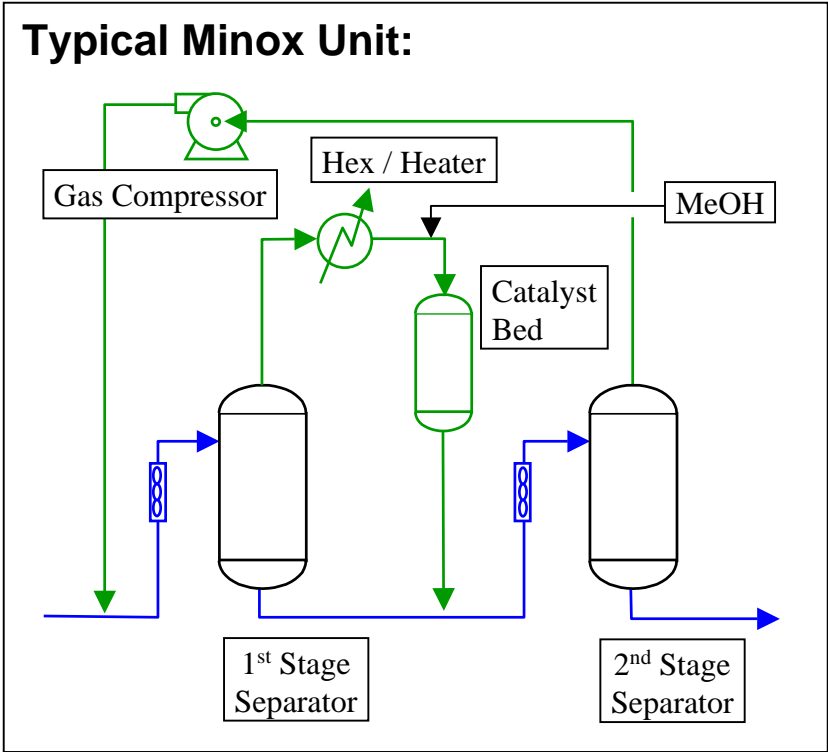 Typical Minox Unit:
Hex / Heater
Gas Compressor
MeOH
Catalyst
Bed
1st Stage
Separator
2nd Stage
Separator